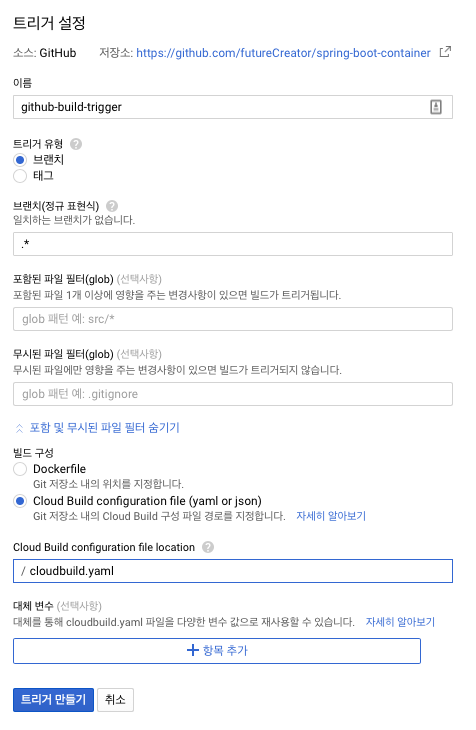 트리거 설정
소스: GitHub 저장소: https://github.com/futureCreator/spring-boot-container
이름
github-build-trigger
트리거 유형 ?
브랜치
태그
브랜치(정규 표현식) ?
일치하는 브랜치가 없습니다.
.*
포함된 파일 필터(glob) (선택사항)
포함된 파일 1개 이상에 영향을 주는 변경사항이 있으면 빌드가 트리거됩니다.
glob 패턴 예: src/*
무시된 파일 필터(glob) (선택사항)
무시된 파일에만 영향을 주는 변경사항이 있으면 빌드가 트리거되지 않습니다.
glob 패턴 예: .gitignore
포함 및 무시된 파일 필터 숨기기
빌드 구성
Dockerfile
Git 저장소 내의 위치를 지정합니다.
Cloud Build configuration file (yaml or json)
Git 저장소 내의 Cloud Build 구성 파일 경로를 지정합니다. 자세히 알아보기
Cloud Build configuration file location ?
/ cloudbuild.yaml
대체 변수 (선택사항)
대체를 통해 cloudbuild.yaml 파일을 다양한 변수 값으로 재사용할 수 있습니다. 자세히 알아보기
+ 항목 추가
트리거 만들기 취소